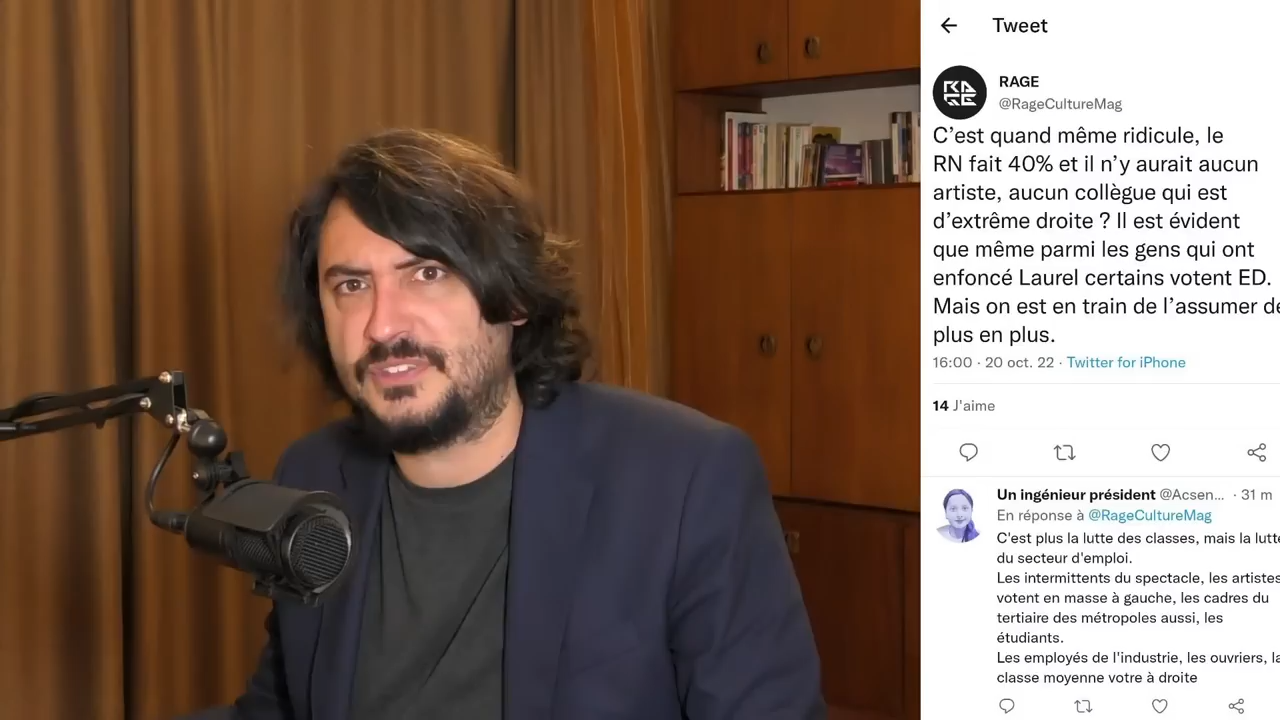 Tweet
RAGE
@RageCultureMag
C'est quand même ridicule, le
RN fait 40% et il n'y aurait aucun
artiste, aucun collègue qui est
d'extrême droite ? Il est évident
que même parmi les gens qui ont
enfoncé Laurel certains votent ED.
Mais on est en train de l'assumer de
plus en plus.
16:00 · 20 oct. 22 · Twitter for iPhone
14 J'aime
Un ingénieur président @Acsen... · 31 m
En réponse à @RageCultureMag
C'est plus la lutte des classes, mais la lutte
du secteur d'emploi.
Les intermittents du spectacle, les artistes
votent en masse à gauche, les cadres du
tertiaire des métropoles aussi, les
étudiants.
Les employés de l'industrie, les ouvriers, la
classe moyenne votre à droite